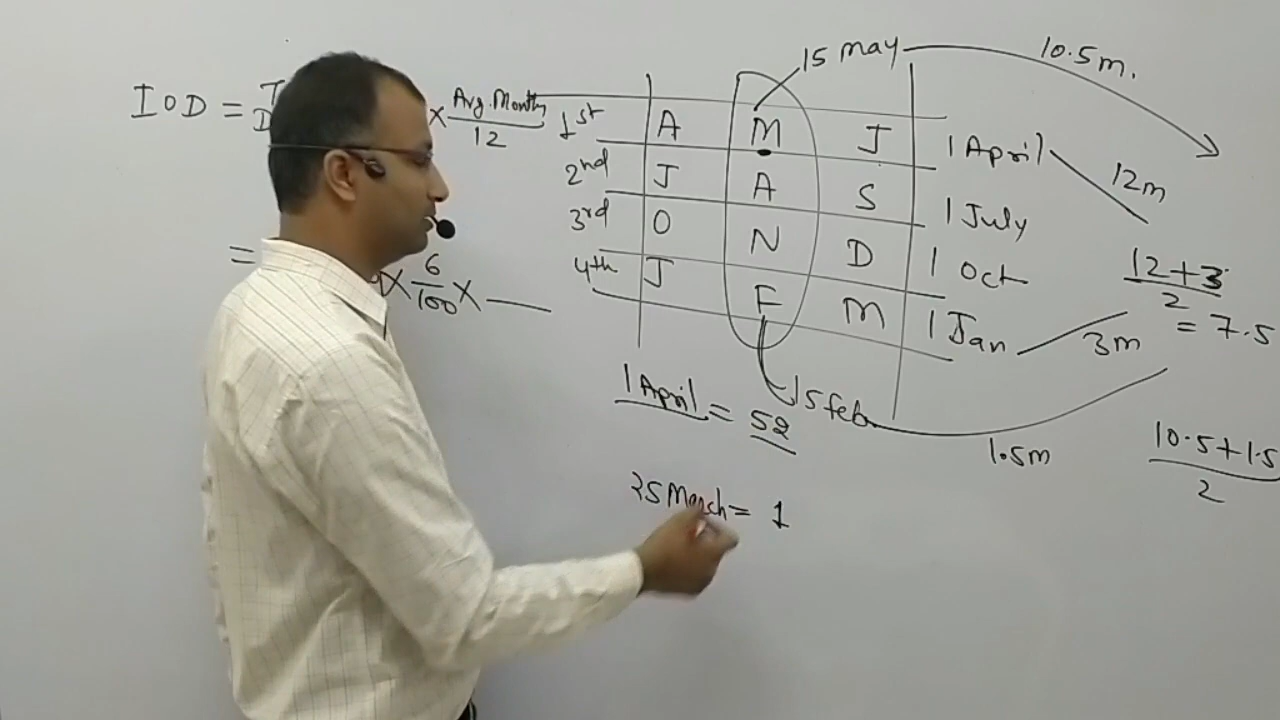 15 May 10.5m.
IOD = × Avg. Months
12
1st A M J 1 April 12m
2nd J A S 1 July
3rd O N D 1 Oct
4th J F M 1 Jan 3m
= × 6/100 ×
12+3
2
= 7.5
1 April = 52
15 Feb 1.5m
10.5+1.5
2
25 March = 1